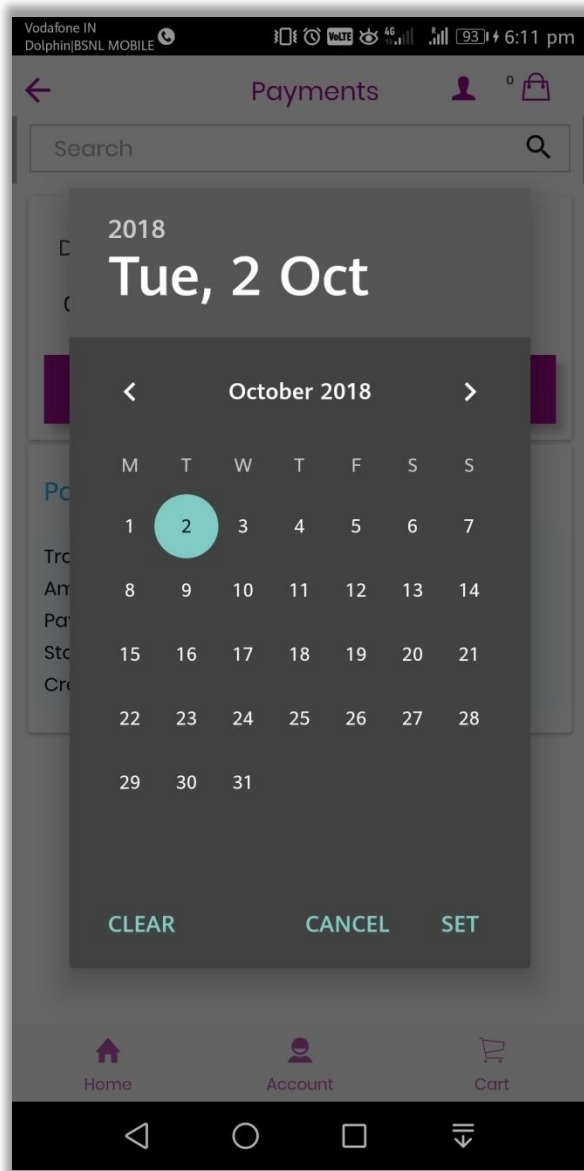 Vodafone IN
Dolphin|BSNL MOBILE
VoLTE 4G R 93 6:11 pm
Payments 0
Search
2018
Tue, 2 Oct
October 2018
M T W T F S S
1 2 3 4 5 6 7
8 9 10 11 12 13 14
15 16 17 18 19 20 21
22 23 24 25 26 27 28
29 30 31
CLEAR CANCEL SET
Home Account Cart